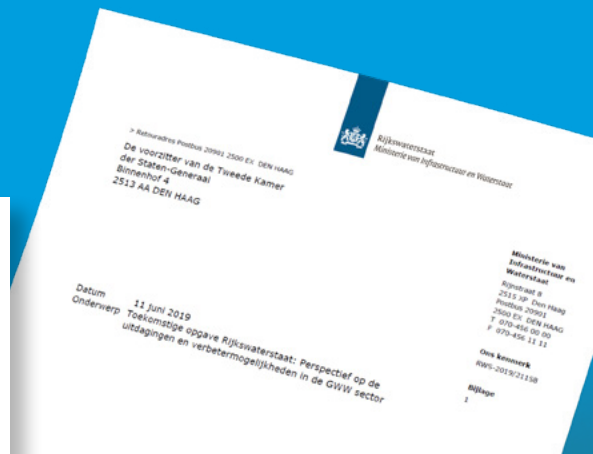 Rijkswaterstaat
Ministerie van Infrastructuur en Waterstaat
> Retouradres Postbus 20901 2500 EX DEN HAAG
De voorzitter van de Tweede Kamer
der Staten-Generaal
Binnenhof 4
2513 AA DEN HAAG
Ministerie van
Infrastructuur en
Waterstaat
Rijnstraat 8
2515 XP Den Haag
Postbus 20901
2500 EX DEN HAAG
T 070-456 00 00
F 070-456 11 11
Ons kenmerk
RWS-2019/21158
Bijlage
1
Datum 11 juni 2019
Onderwerp Toekomstige opgave Rijkswaterstaat: Perspectief op de
uitdagingen en verbetermogelijkheden in de GWW sector